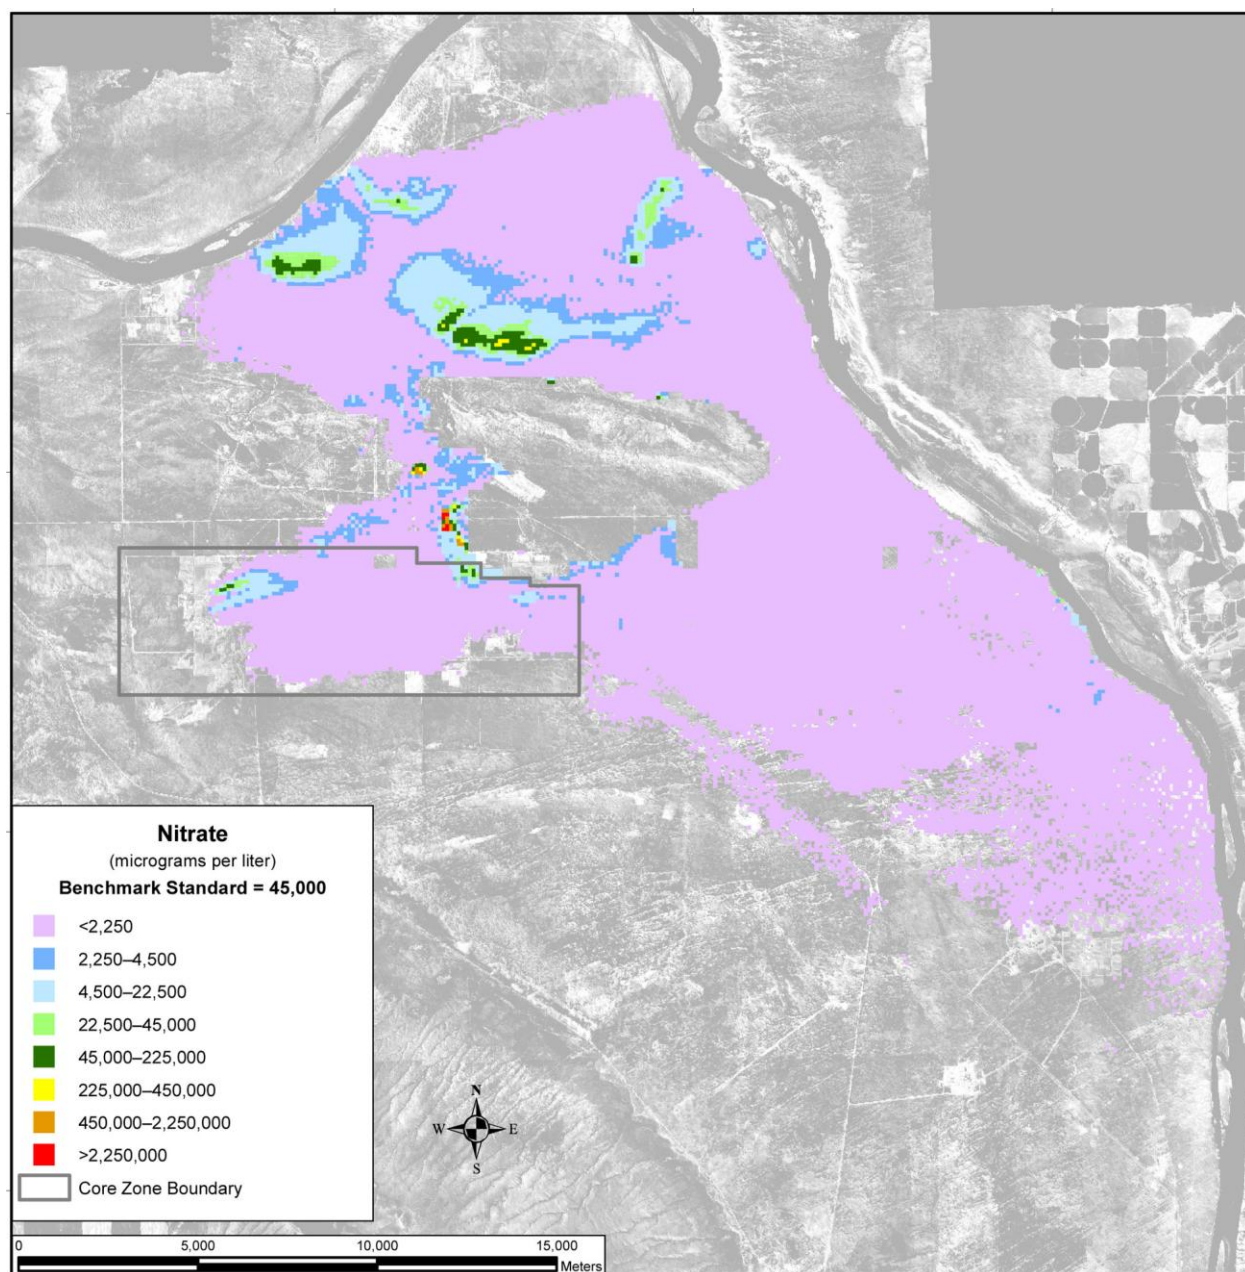 Nitrate
(micrograms per liter)
Benchmark Standard = 45,000
<2,250
2,250–4,500
4,500–22,500
22,500–45,000
45,000–225,000
225,000–450,000
450,000–2,250,000
>2,250,000
Core Zone Boundary
N
W E
S
0 5,000 10,000 15,000
Meters